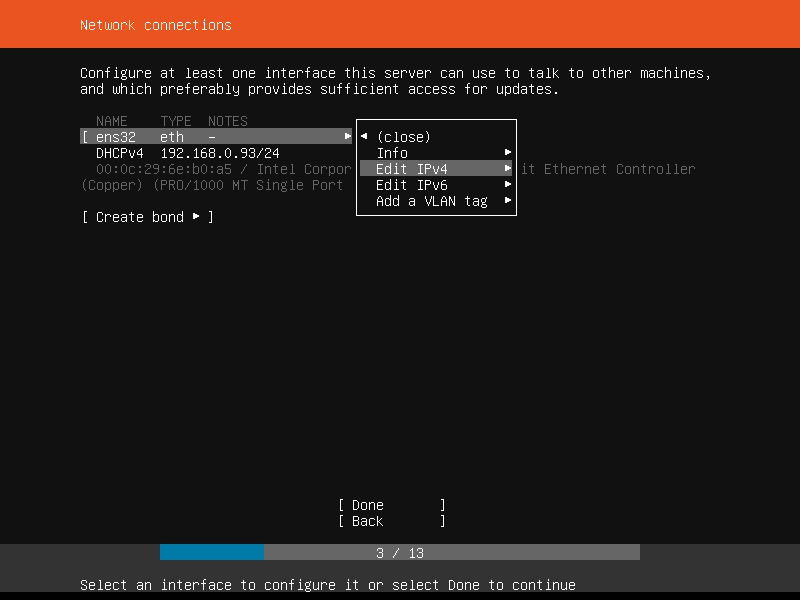 Network connections
Configure at least one interface this server can use to talk to other machines,
and which preferably provides sufficient access for updates.
NAME TYPE NOTES
[ ens32 eth – ▶
◀ (close)
DHCPv4 192.168.0.93/24
Info ▶
00:0c:29:6e:b0:a5 / Intel Corpor
Edit IPv4 ▶
it Ethernet Controller
(Copper) (PRO/1000 MT Single Port
Edit IPv6 ▶
Add a VLAN tag ▶
[ Create bond ▶ ]
[ Done ]
[ Back ]
3 / 13
Select an interface to configure it or select Done to continue